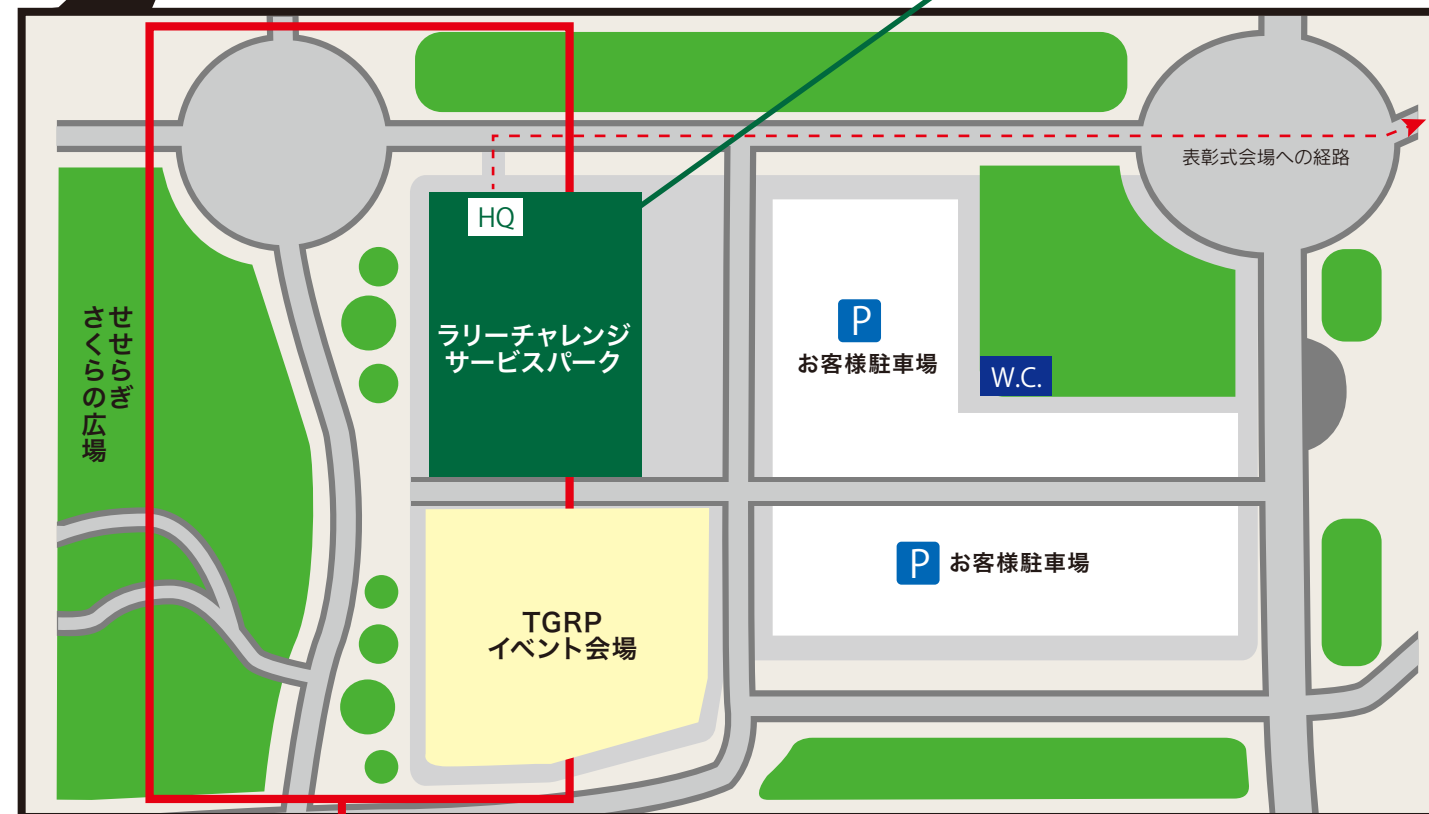 表彰式会場への経路
HQ
ラリーチャレンジ
サービスパーク
せせらぎ
さくらの広場
P
お客様駐車場
W.C.
P お客様駐車場
TGRP
イベント会場